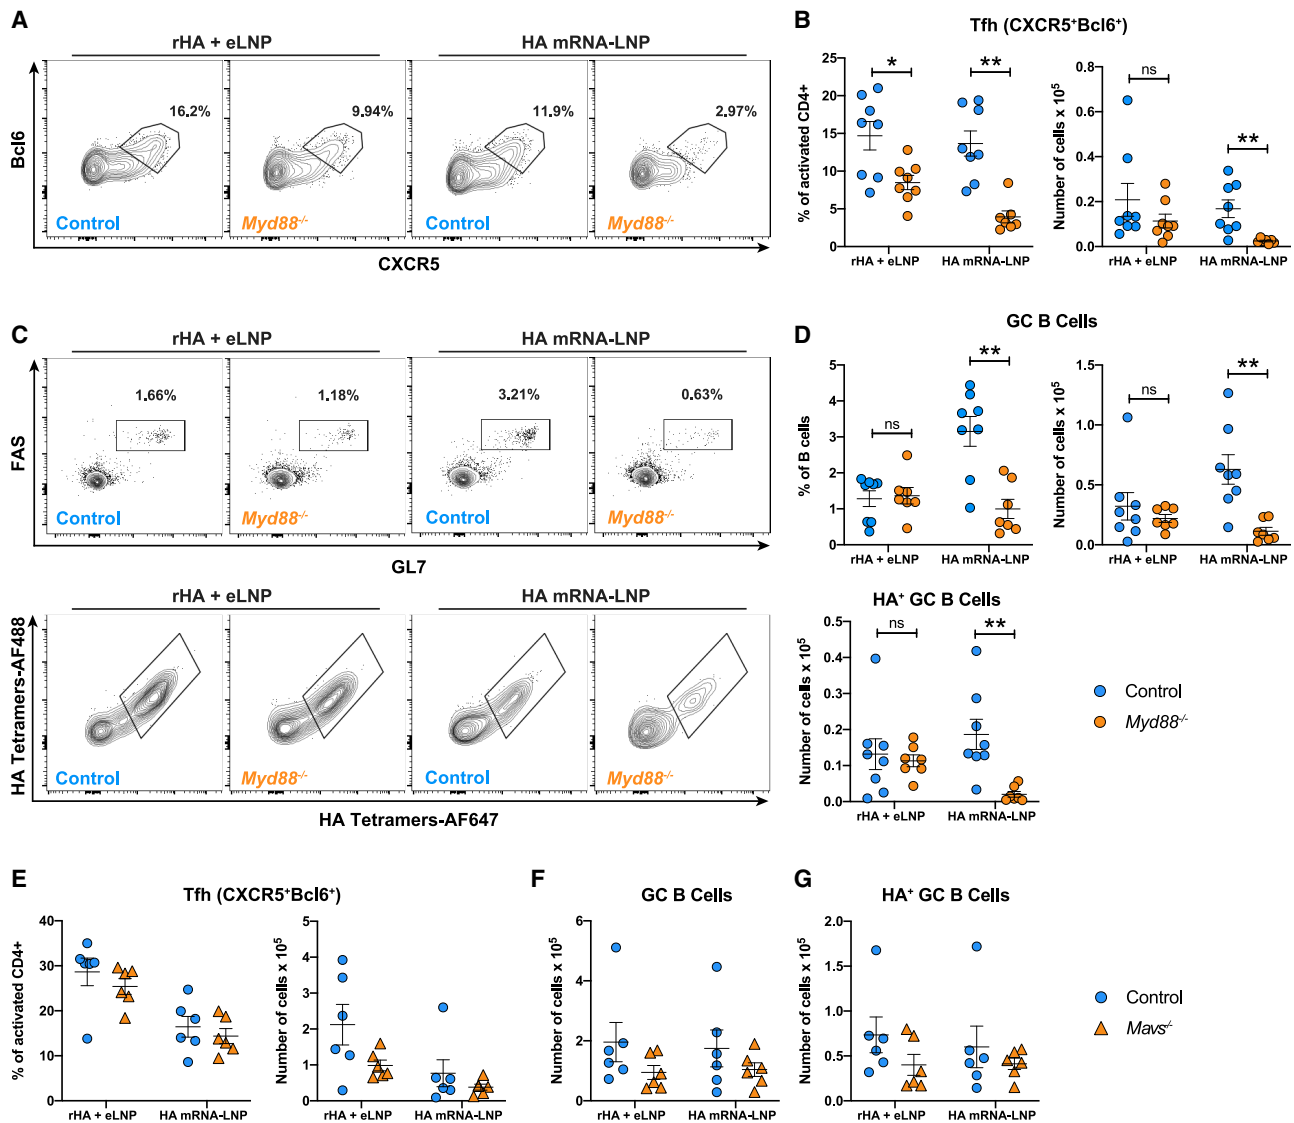 A
rHA + eLNP
HA mRNA-LNP
16.2%
9.94%
11.9%
2.97%
Bcl6
Control
Myd88-/-
Control
Myd88-/-
CXCR5
B
Tfh (CXCR5+Bcl6+)
% of activated CD4+
25
20
15
10
5
0
*
**
rHA + eLNP
HA mRNA-LNP
Number of cells x 10^5
0.8
0.6
0.4
0.2
0.0
ns
**
rHA + eLNP
HA mRNA-LNP
C
rHA + eLNP
HA mRNA-LNP
1.66%
1.18%
3.21%
0.63%
FAS
Control
Myd88-/-
Control
Myd88-/-
GL7
rHA + eLNP
HA mRNA-LNP
HA Tetramers-AF488
Control
Myd88-/-
Control
Myd88-/-
HA Tetramers-AF647
D
GC B Cells
% of B cells
5
4
3
2
1
0
ns
**
rHA + eLNP
HA mRNA-LNP
Number of cells x 10^5
1.5
1.0
0.5
0.0
ns
**
rHA + eLNP
HA mRNA-LNP
HA+ GC B Cells
Number of cells x 10^5
0.5
0.4
0.3
0.2
0.1
0.0
ns
**
rHA + eLNP
HA mRNA-LNP
Control
Myd88-/-
E
Tfh (CXCR5+Bcl6+)
% of activated CD4+
40
30
20
10
0
rHA + eLNP
HA mRNA-LNP
Number of cells x 10^5
5
4
3
2
1
0
rHA + eLNP
HA mRNA-LNP
F
GC B Cells
Number of cells x 10^5
6
4
2
0
rHA + eLNP
HA mRNA-LNP
G
HA+ GC B Cells
Number of cells x 10^5
2.0
1.5
1.0
0.5
0.0
rHA + eLNP
HA mRNA-LNP
Control
Mavs-/-